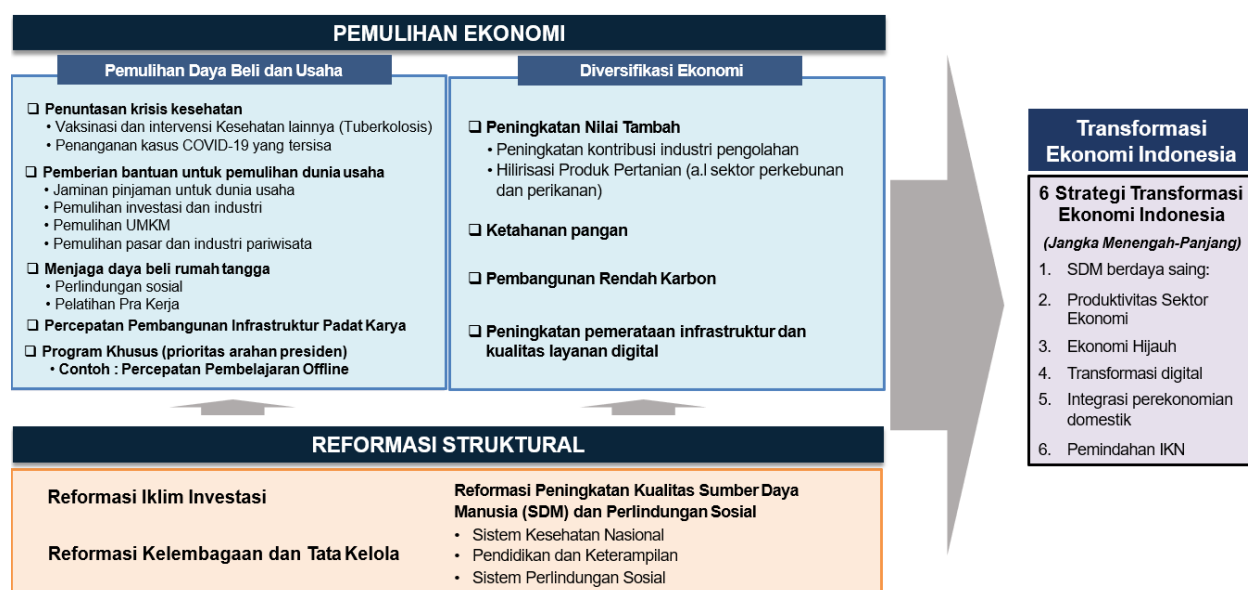 PEMULIHAN EKONOMI
Pemulihan Daya Beli dan Usaha
Penuntasan krisis kesehatan
• Vaksinasi dan intervensi Kesehatan lainnya (Tuberkolosis)
• Penanganan kasus COVID-19 yang tersisa
Pemberian bantuan untuk pemulihan dunia usaha
• Jaminan pinjaman untuk dunia usaha
• Pemulihan investasi dan industri
• Pemulihan UMKM
• Pemulihan pasar dan industri pariwisata
Menjaga daya beli rumah tangga
• Perlindungan sosial
• Pelatihan Pra Kerja
Percepatan Pembangunan Infrastruktur Padat Karya
Program Khusus (prioritas arahan presiden)
• Contoh : Percepatan Pembelajaran Offline
Diversifikasi Ekonomi
Peningkatan Nilai Tambah
• Peningkatan kontribusi industri pengolahan
• Hilirisasi Produk Pertanian (a.l sektor perkebunan
dan perikanan)
Ketahanan pangan
Pembangunan Rendah Karbon
Peningkatan pemerataan infrastruktur dan
kualitas layanan digital
REFORMASI STRUKTURAL
Reformasi Iklim Investasi
Reformasi Kelembagaan dan Tata Kelola
Reformasi Peningkatan Kualitas Sumber Daya
Manusia (SDM) dan Perlindungan Sosial
• Sistem Kesehatan Nasional
• Pendidikan dan Keterampilan
• Sistem Perlindungan Sosial
Transformasi
Ekonomi Indonesia
6 Strategi Transformasi
Ekonomi Indonesia
(Jangka Menengah-Panjang)
1. SDM berdaya saing:
2. Produktivitas Sektor
Ekonomi
3. Ekonomi Hijauh
4. Transformasi digital
5. Integrasi perekonomian
domestik
6. Pemindahan IKN